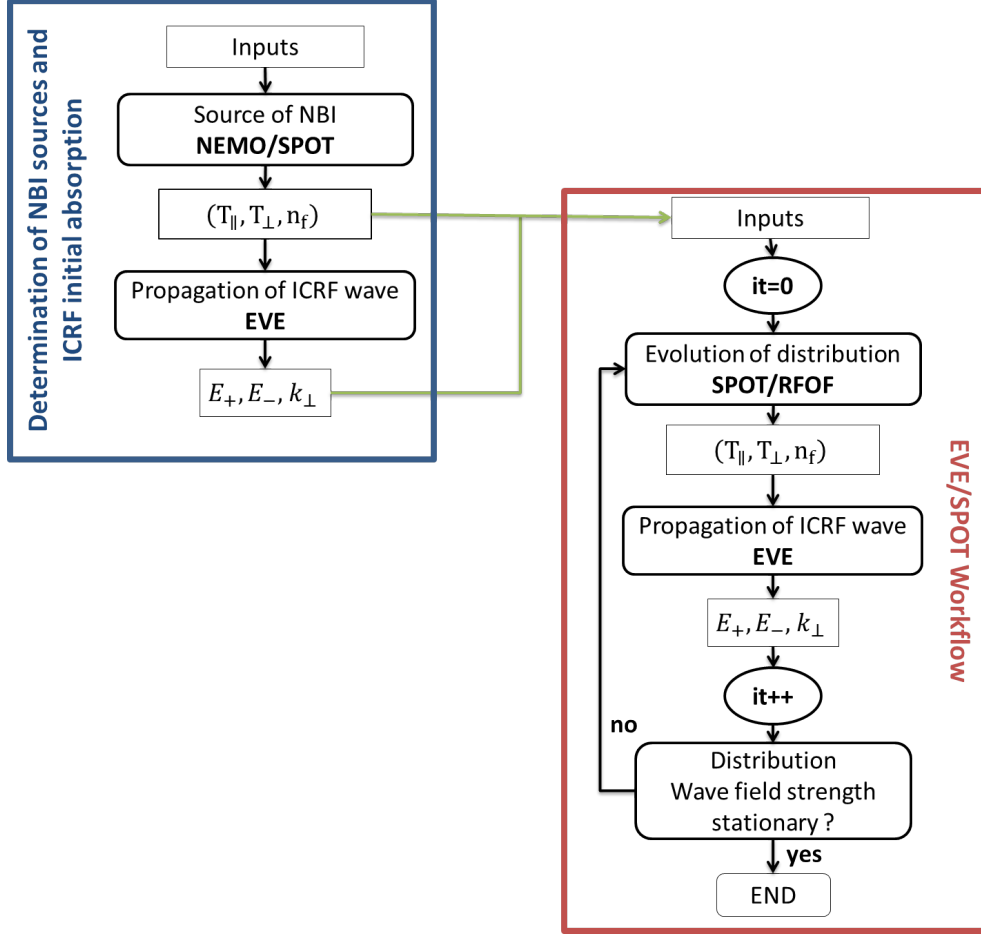 Determination of NBI sources and
ICRF initial absorption
Inputs
Source of NBI
NEMO/SPOT
(T∥, T⊥, nf)
Propagation of ICRF wave
EVE
E+, E−, k⊥
EVE/SPOT Workflow
Inputs
it=0
Evolution of distribution
SPOT/RFOF
(T∥, T⊥, nf)
Propagation of ICRF wave
EVE
E+, E−, k⊥
it++
no
Distribution
Wave field strength
stationary ?
yes
END